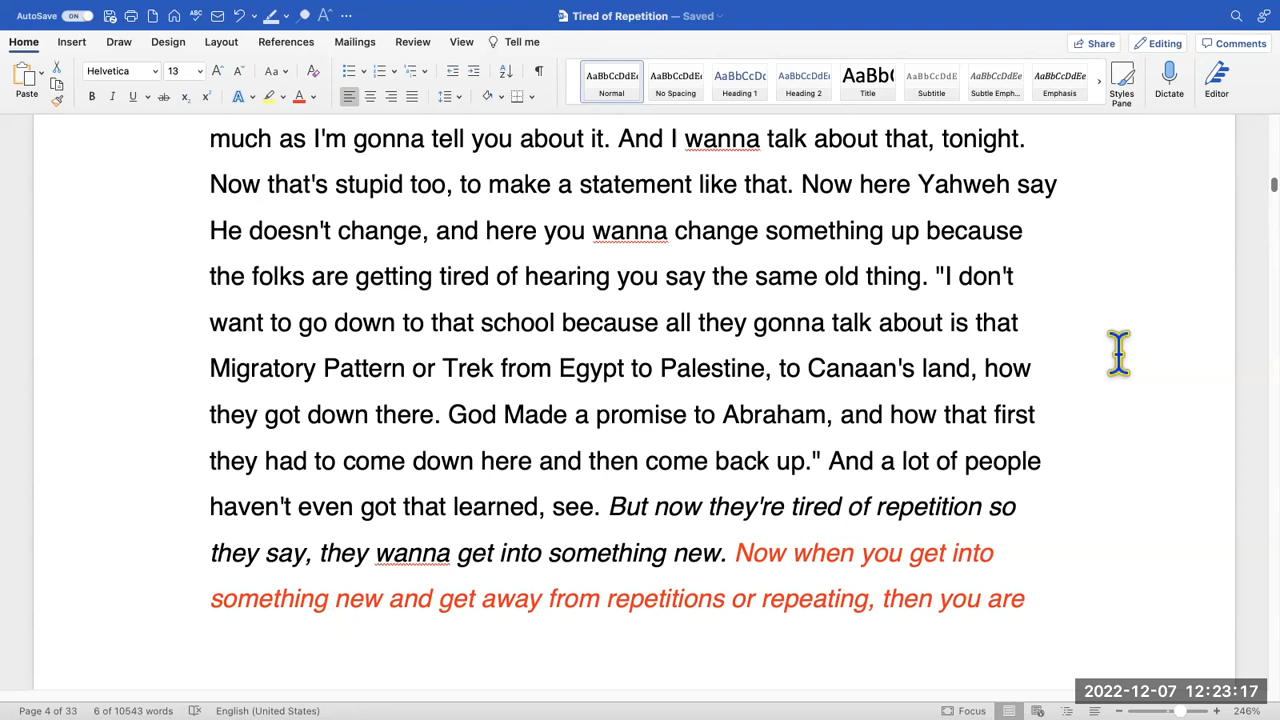 AutoSave ON
Tired of Repetition — Saved
Home Insert Draw Design Layout References Mailings Review View Tell me
Share Editing Comments
Paste
Helvetica 13
AaBbCcDdEe Normal
AaBbCcDdEe No Spacing
AaBbCcDc Heading 1
AaBbCcDdEe Heading 2
AaBbC Title
AaBbCcDdEe Subtitle
AaBbCcDdEe Subtle Emph...
AaBbCcDdEe Emphasis
Styles Pane
Dictate
Editor
much as I'm gonna tell you about it. And I wanna talk about that, tonight.
Now that's stupid too, to make a statement like that. Now here Yahweh say
He doesn't change, and here you wanna change something up because
the folks are getting tired of hearing you say the same old thing. "I don't
want to go down to that school because all they gonna talk about is that
Migratory Pattern or Trek from Egypt to Palestine, to Canaan's land, how
they got down there. God Made a promise to Abraham, and how that first
they had to come down here and then come back up." And a lot of people
haven't even got that learned, see. But now they're tired of repetition so
they say, they wanna get into something new. Now when you get into
something new and get away from repetitions or repeating, then you are
2022-12-07 12:23:17
Page 4 of 33 6 of 10543 words English (United States) Focus 246%